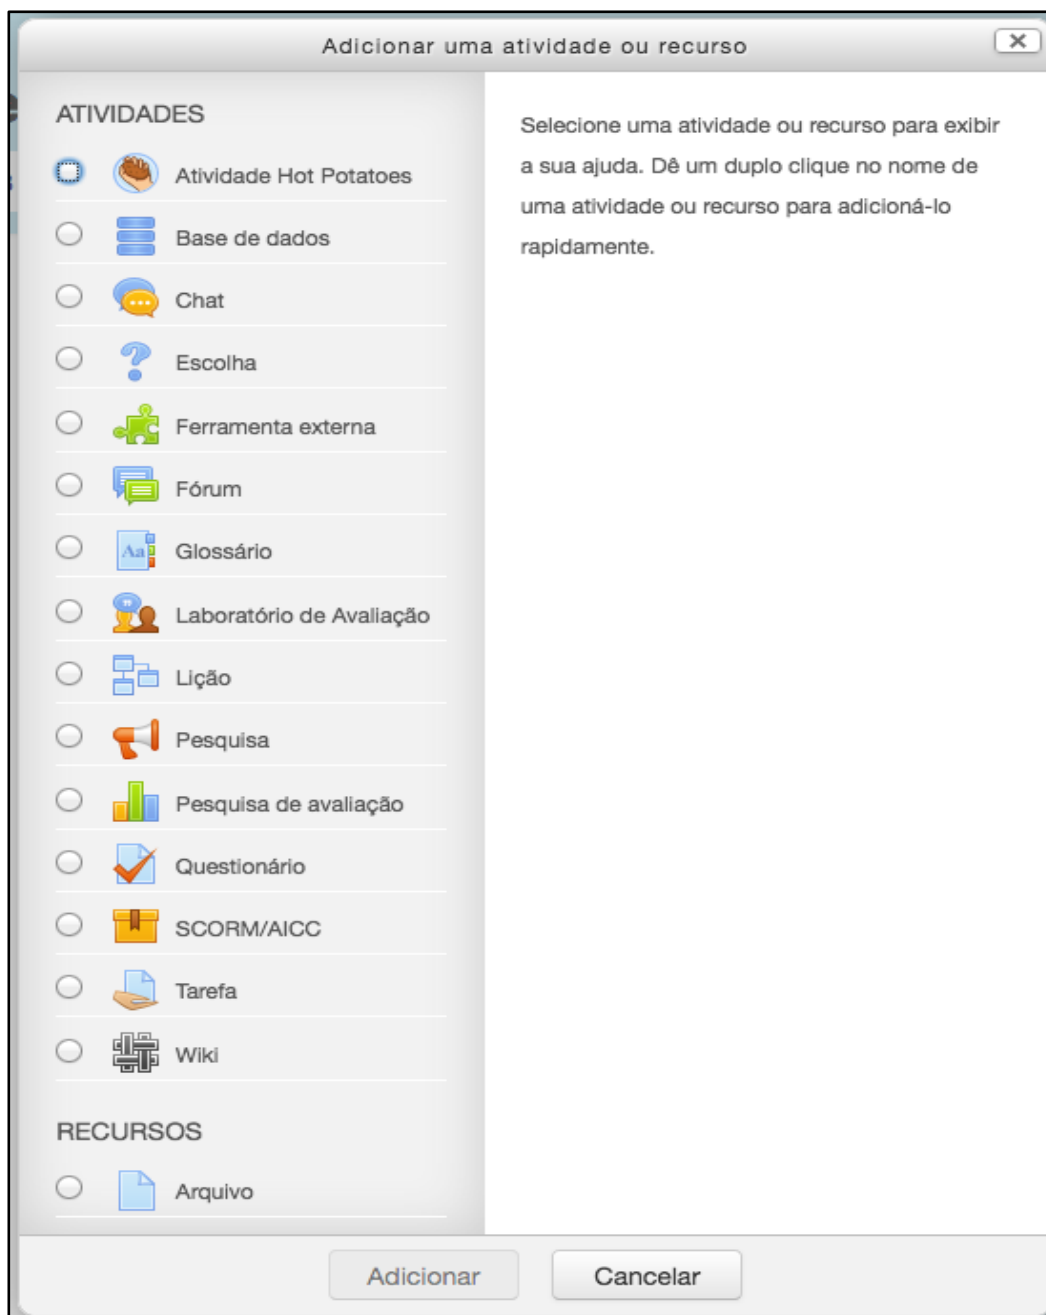 Adicionar uma atividade ou recurso
ATIVIDADES
Atividade Hot Potatoes
Base de dados
Chat
Escolha
Ferramenta externa
Fórum
Aa
Glossário
Laboratório de Avaliação
Lição
Pesquisa
Pesquisa de avaliação
Questionário
SCORM/AICC
Tarefa
Wiki
RECURSOS
Arquivo
Selecione uma atividade ou recurso para exibir
a sua ajuda. Dê um duplo clique no nome de
uma atividade ou recurso para adicioná-lo
rapidamente.
Adicionar
Cancelar